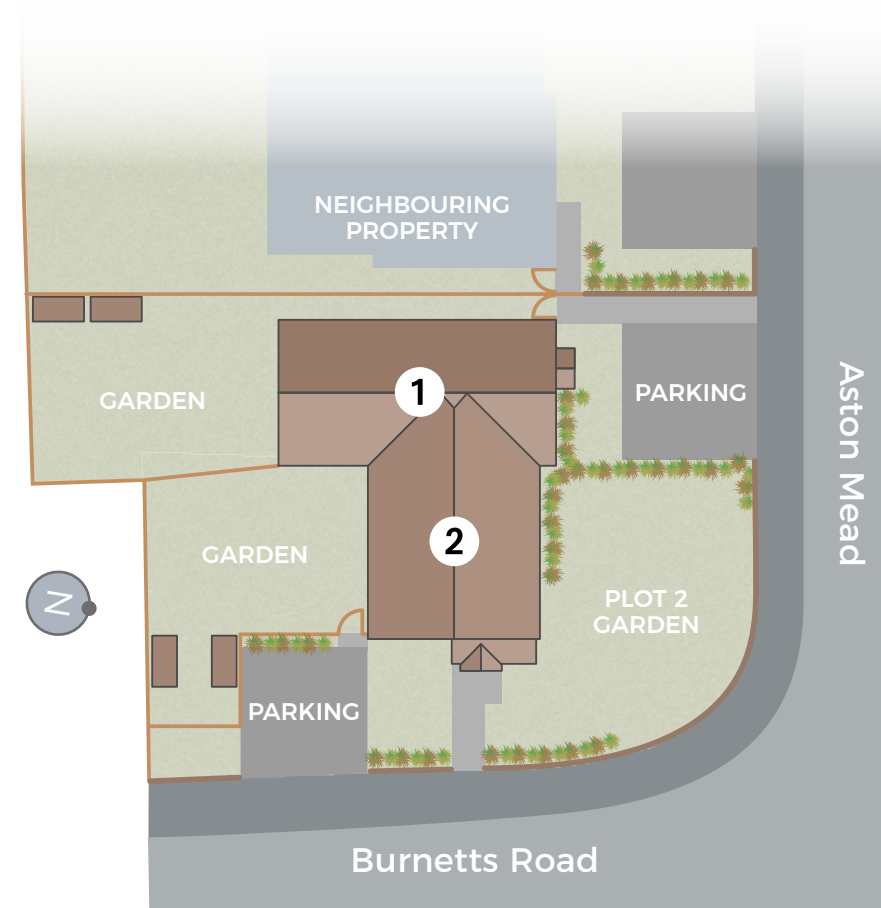 NEIGHBOURING
PROPERTY
1
GARDEN
PARKING
Aston Mead
2
GARDEN
PLOT 2
GARDEN
N
PARKING
Burnetts Road